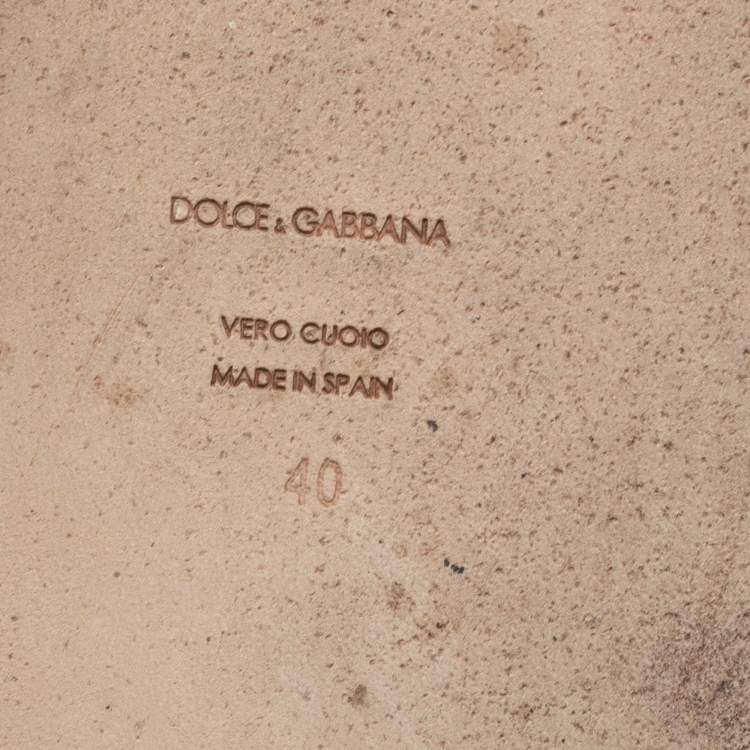 DOLCE & GABBANA
VERO CUOIO
MADE IN SPAIN
40